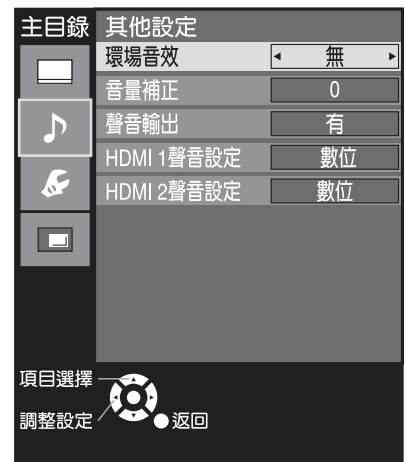 主目錄 其他設定
環場音效 無
音量補正 0
聲音輸出 有
HDMI 1聲音設定 數位
HDMI 2聲音設定 數位
項目選擇
調整設定 返回